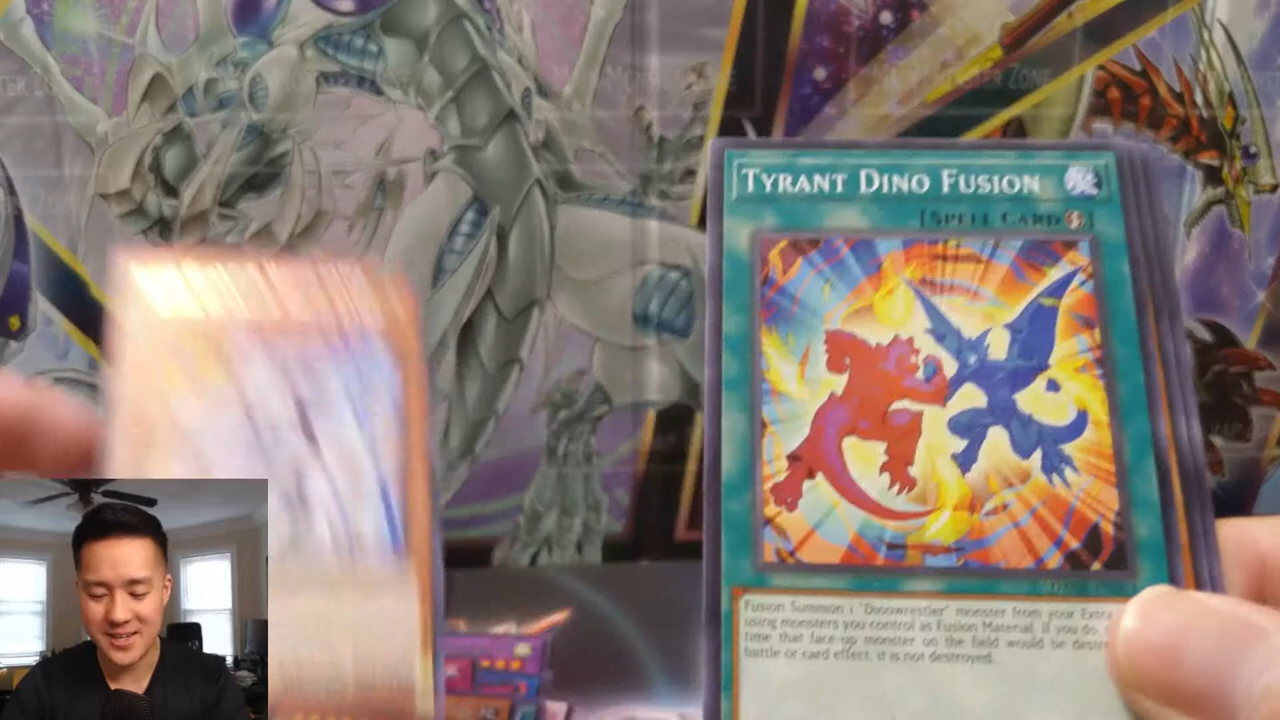 TYRANT DINO FUSION
[SPELL CARD
Fusion Summon 1 "Dinowrestler" monster from your Extra
using monsters you control as Fusion Material. If you do,
time that face-up monster on the field would be
battle or card effect, it is not destroyed.